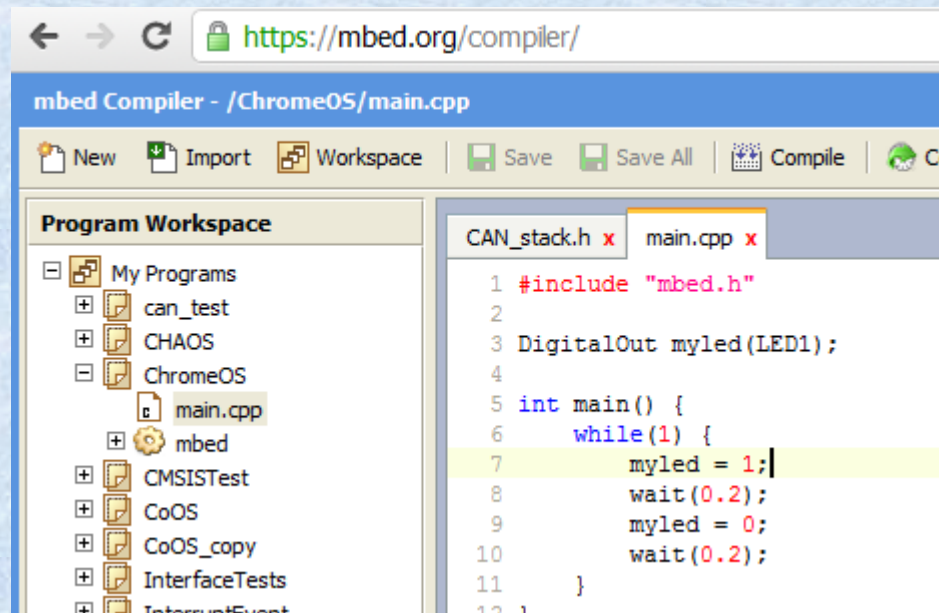 https://mbed.org/compiler/
mbed Compiler - /ChromeOS/main.cpp
New Import Workspace Save Save All Compile C
Program Workspace
My Programs
can_test
CHAOS
ChromeOS
main.cpp
mbed
CMSISTest
CoOS
CoOS_copy
InterfaceTests
InterruptEvent
CAN_stack.h x main.cpp x
1 #include "mbed.h"
2
3 DigitalOut myled(LED1);
4
5 int main() {
6 while(1) {
7 myled = 1;
8 wait(0.2);
9 myled = 0;
10 wait(0.2);
11 }
12 }